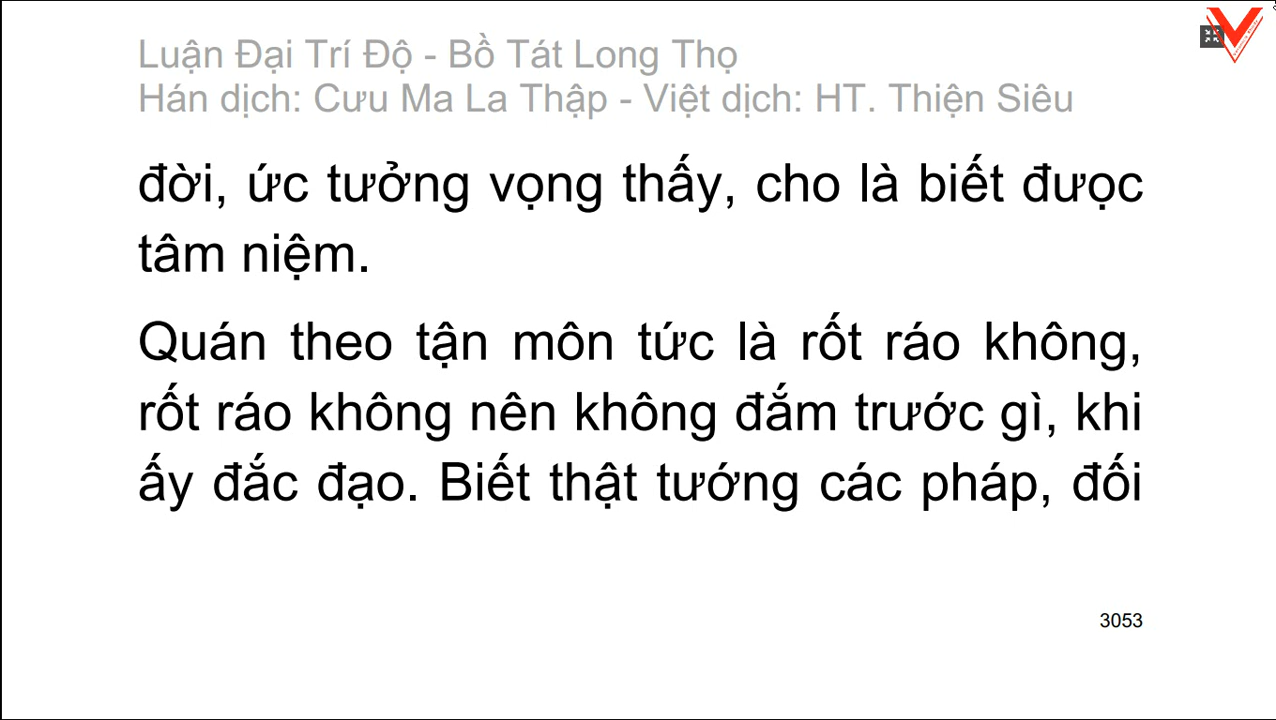 Luận Đại Trí Độ - Bồ Tát Long Thọ
Hán dịch: Cưu Ma La Thập - Việt dịch: HT. Thiện Siêu
đời, ức tưởng vọng thấy, cho là biết được
tâm niệm.
Quán theo tận môn tức là rốt ráo không,
rốt ráo không nên không đắm trước gì, khi
ấy đắc đạo. Biết thật tướng các pháp, đối
3053